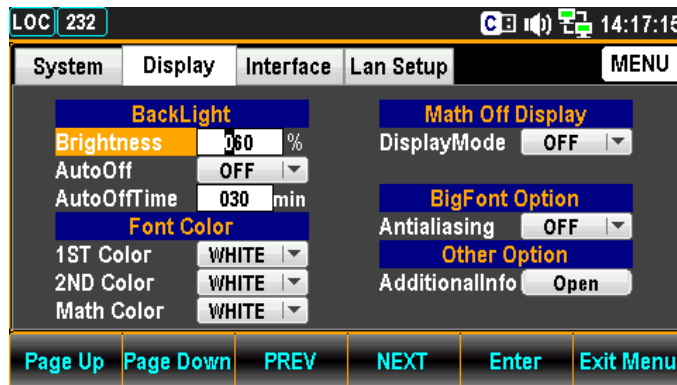 LOC 232 C 14:17:15
System Display Interface Lan Setup MENU
BackLight
Brightness 060 %
AutoOff OFF
AutoOffTime 030 min
Font Color
1ST Color WHITE
2ND Color WHITE
Math Color WHITE
Math Off Display
DisplayMode OFF
BigFont Option
Antialiasing OFF
Other Option
AdditionalInfo Open
Page Up Page Down PREV NEXT Enter Exit Menu